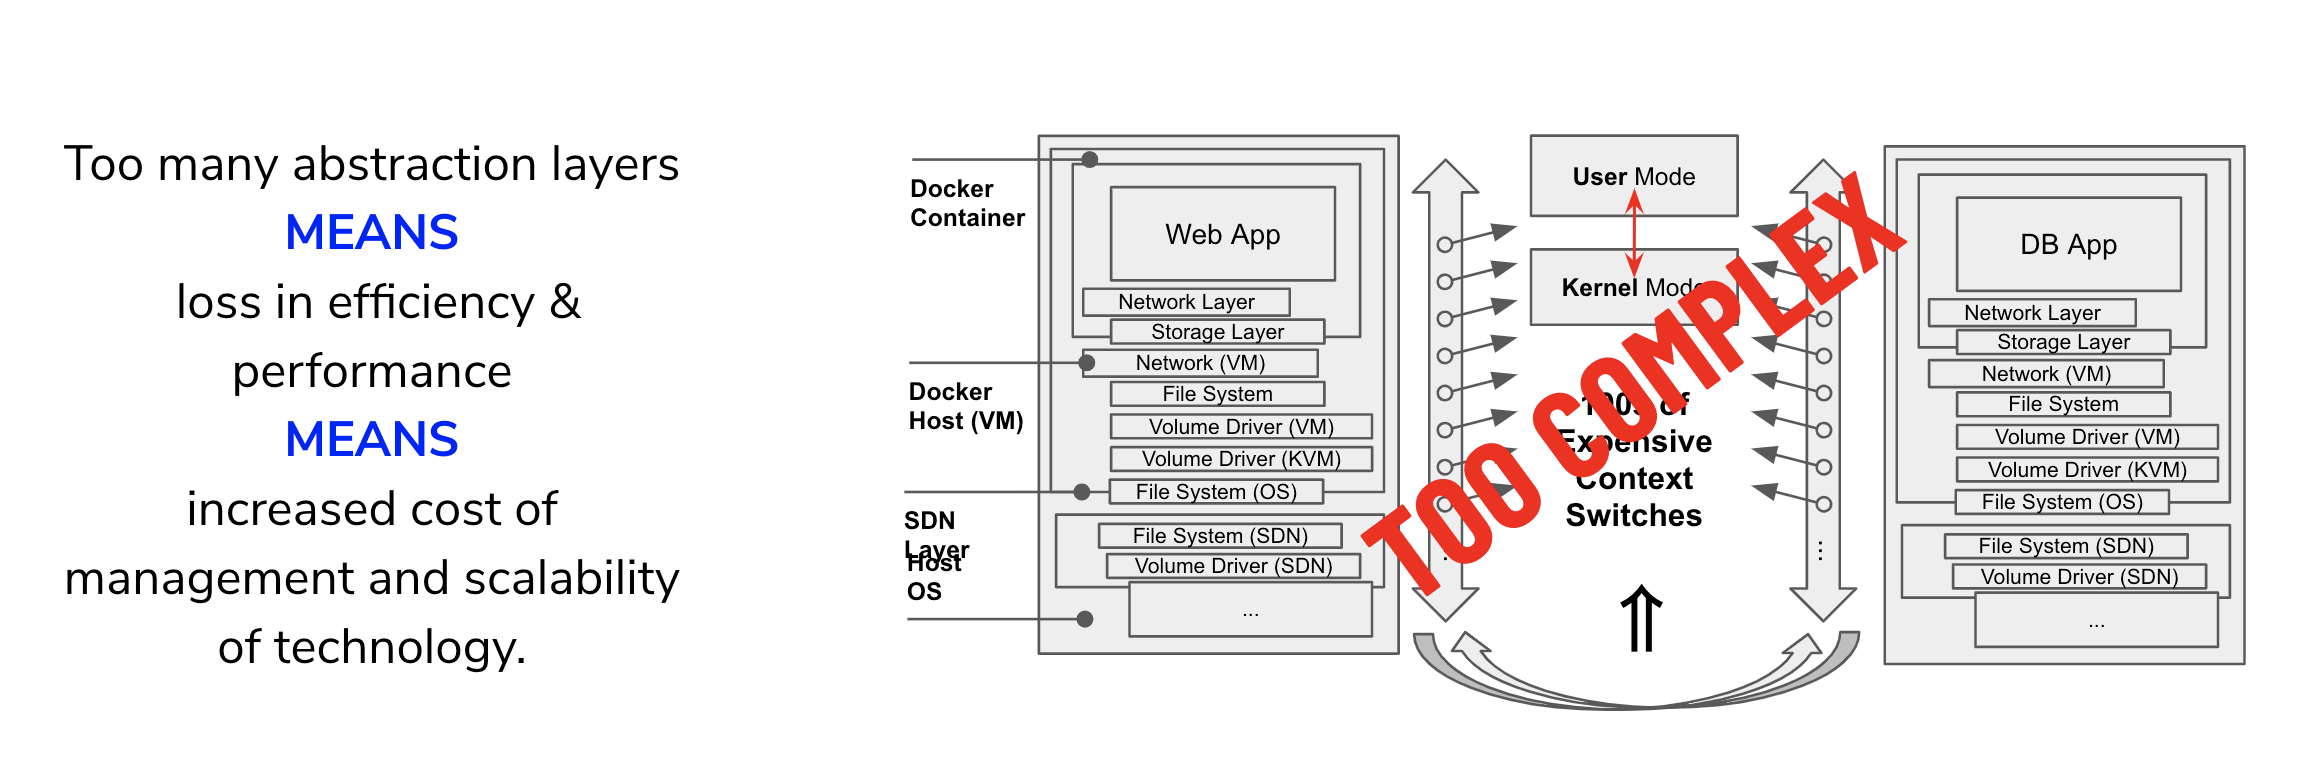 Too many abstraction layers
MEANS
loss in efficiency &
performance
MEANS
increased cost of
management and scalability
of technology.
Docker
Container
Docker
Host (VM)
SDN
Layer
Host
OS
Web App
Network Layer
Storage Layer
Network (VM)
File System
Volume Driver (VM)
Volume Driver (KVM)
File System (OS)
File System (SDN)
Volume Driver (SDN)
...
User Mode
Kernel Mode
100s of
Expensive
Context
Switches
TOO COMPLEX
DB App
Network Layer
Storage Layer
Network (VM)
File System
Volume Driver (VM)
Volume Driver (KVM)
File System (OS)
File System (SDN)
Volume Driver (SDN)
...